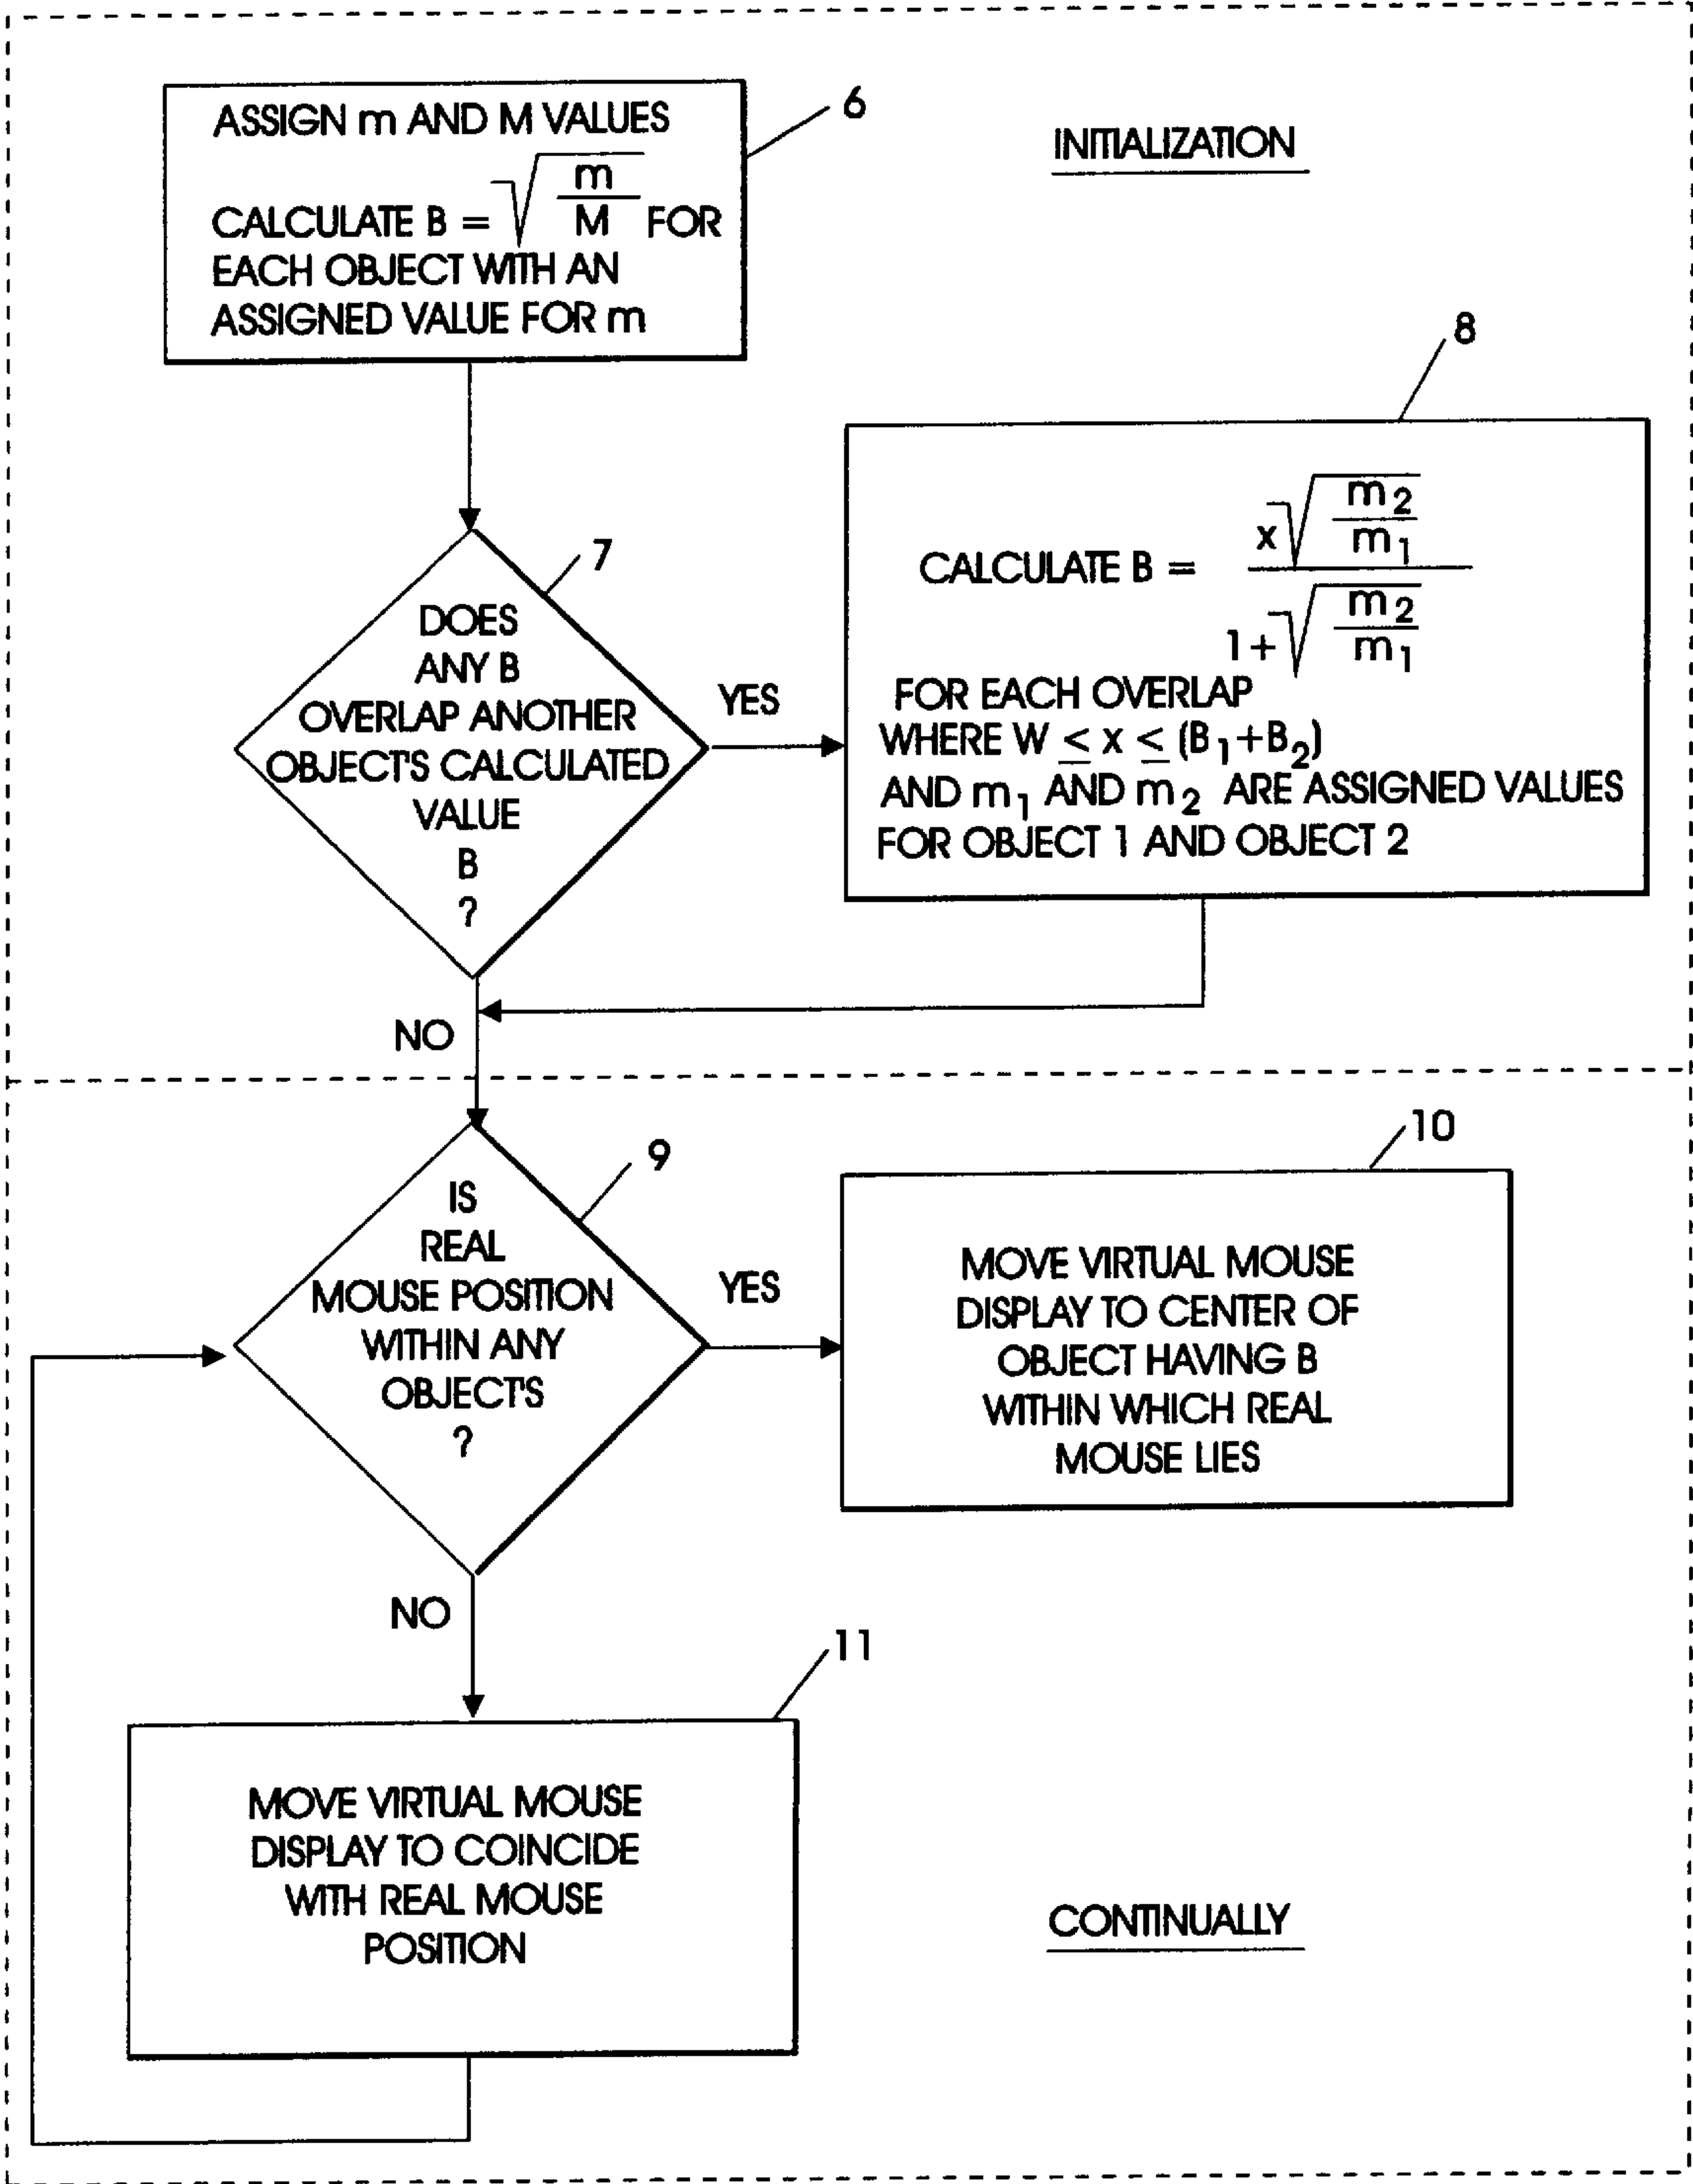 ASSIGN m AND M VALUES
CALCULATE B = √(m/M) FOR
EACH OBJECT WITH AN
ASSIGNED VALUE FOR m
6
INITIALIZATION
8
CALCULATE B = x√(m₂/m₁) / 1+√(m₂/m₁)
FOR EACH OVERLAP
WHERE W ≤ x ≤ (B₁+B₂)
AND m₁ AND m₂ ARE ASSIGNED VALUES
FOR OBJECT 1 AND OBJECT 2
7
DOES
ANY B
OVERLAP ANOTHER
OBJECT'S CALCULATED
VALUE
B
?
YES
NO
9
IS
REAL
MOUSE POSITION
WITHIN ANY
OBJECT'S
?
YES
10
MOVE VIRTUAL MOUSE
DISPLAY TO CENTER OF
OBJECT HAVING B
WITHIN WHICH REAL
MOUSE LIES
NO
11
MOVE VIRTUAL MOUSE
DISPLAY TO COINCIDE
WITH REAL MOUSE
POSITION
CONTINUALLY